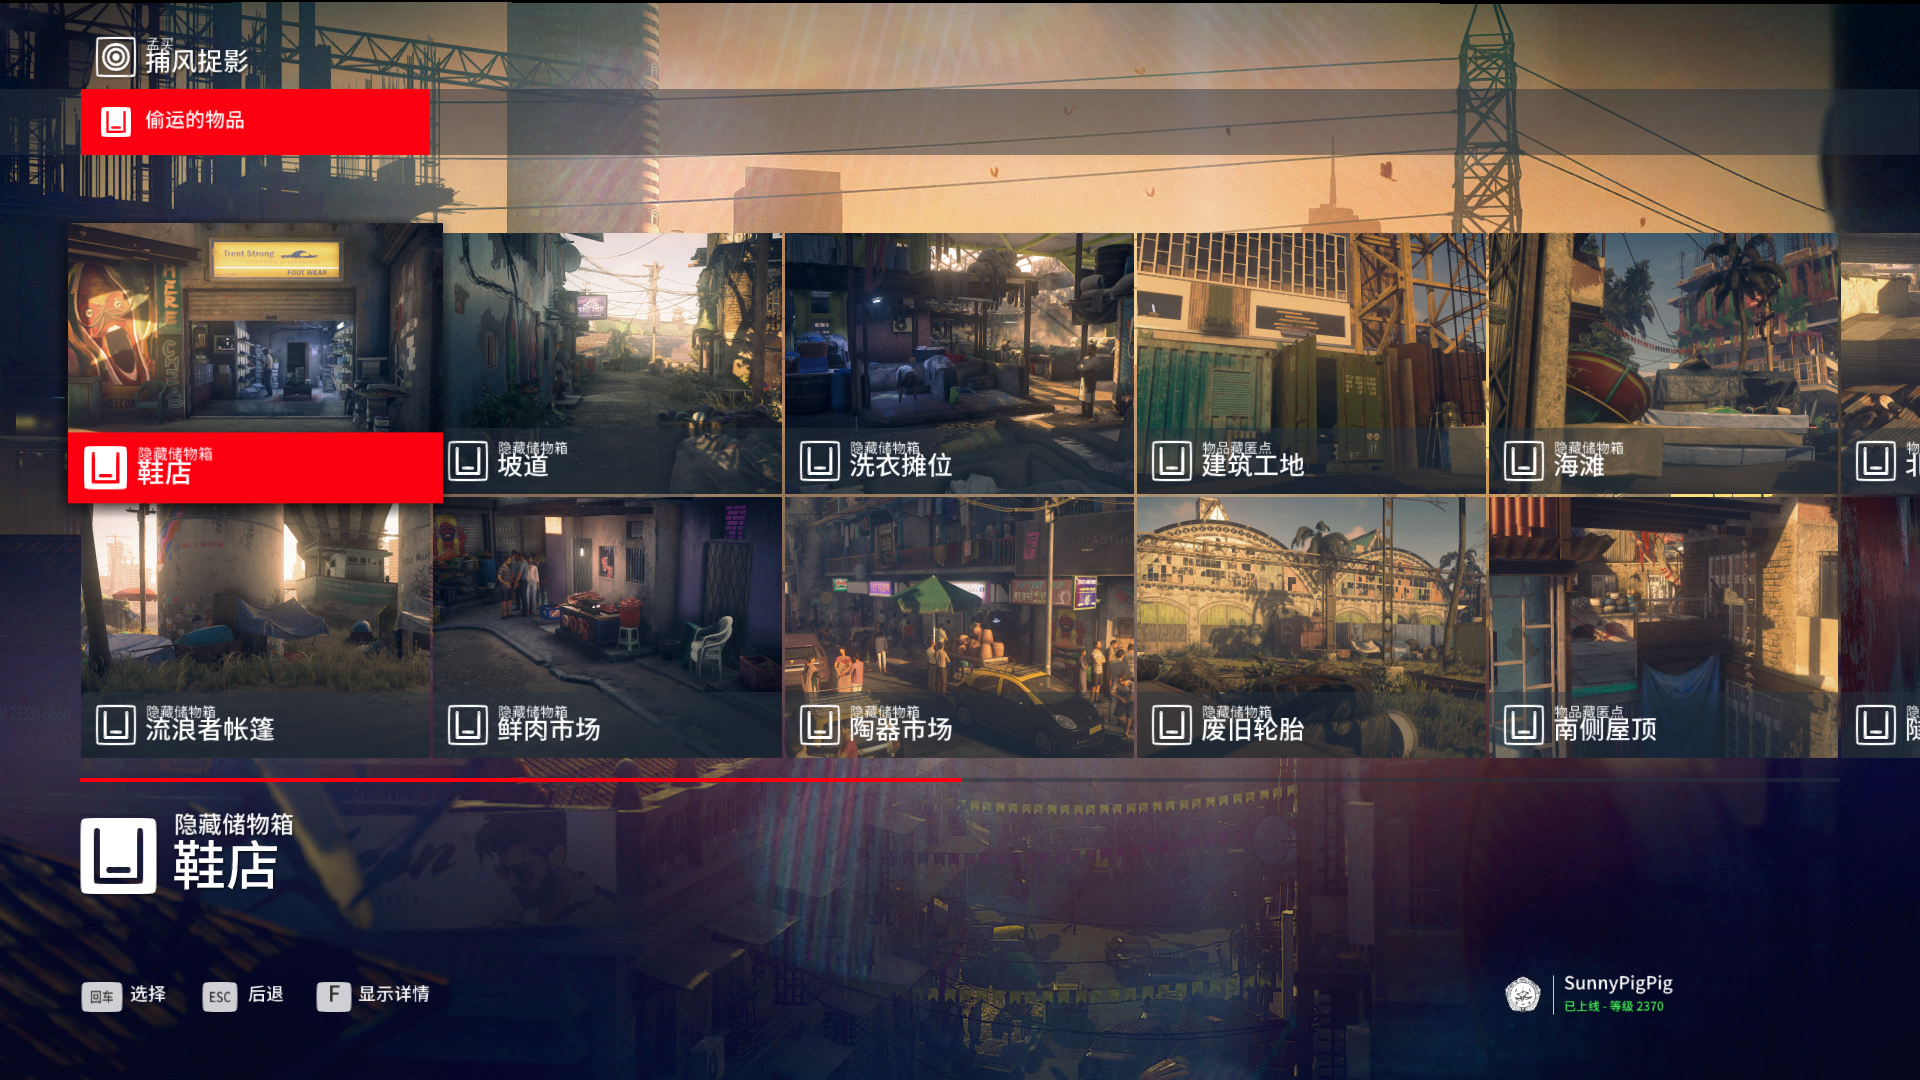 孟买
捕风捉影
偷运的物品
Trent Strong
FOOT WEAR
隐藏储物箱
鞋店
隐藏储物箱
坡道
隐藏储物箱
洗衣摊位
物品藏匿点
建筑工地
隐藏储物箱
海滩
隐藏储物箱
流浪者帐篷
隐藏储物箱
鲜肉市场
隐藏储物箱
陶器市场
隐藏储物箱
废旧轮胎
物品藏匿点
南侧屋顶
隐藏储物箱
鞋店
回车 选择
ESC 后退
F 显示详情
SunnyPigPig
已上线 - 等级 2370